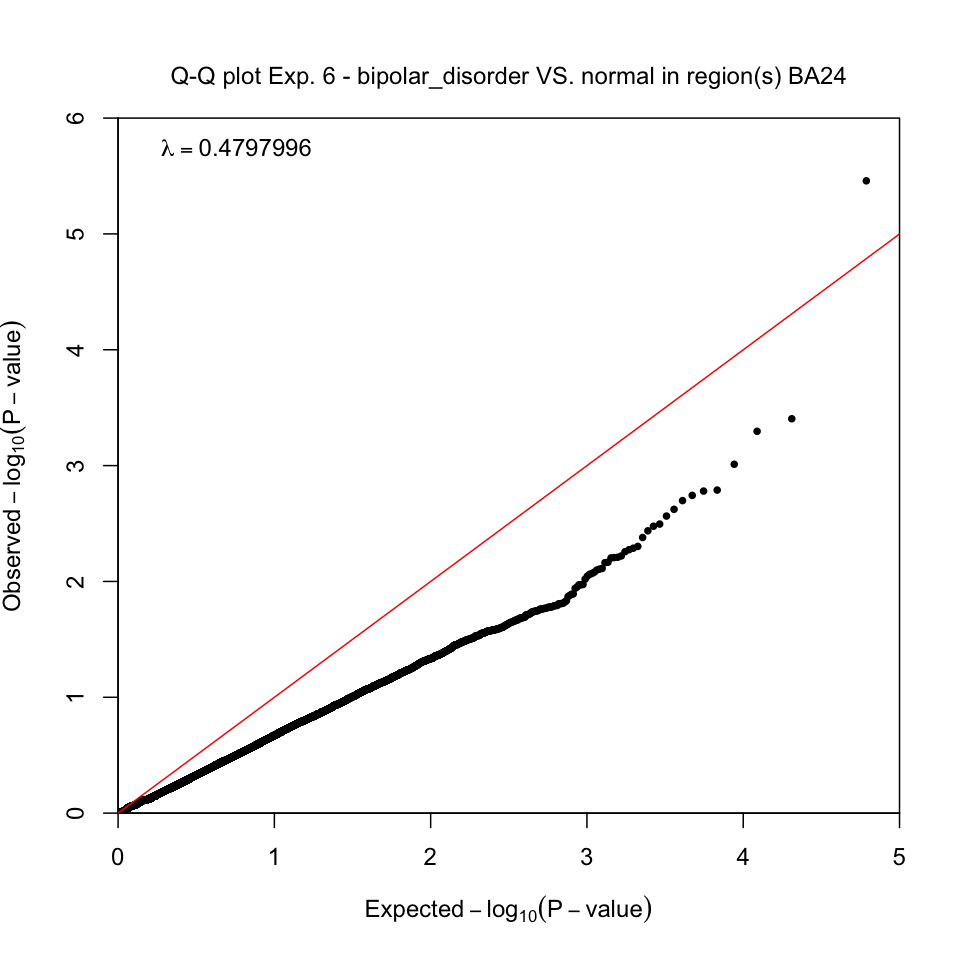 Q-Q plot Exp. 6 - bipolar_disorder VS. normal in region(s) BA24
λ = 0.4797996
6
5
4
3
2
1
0
Observed − log10(P − value)
0 1 2 3 4 5
Expected − log10(P − value)